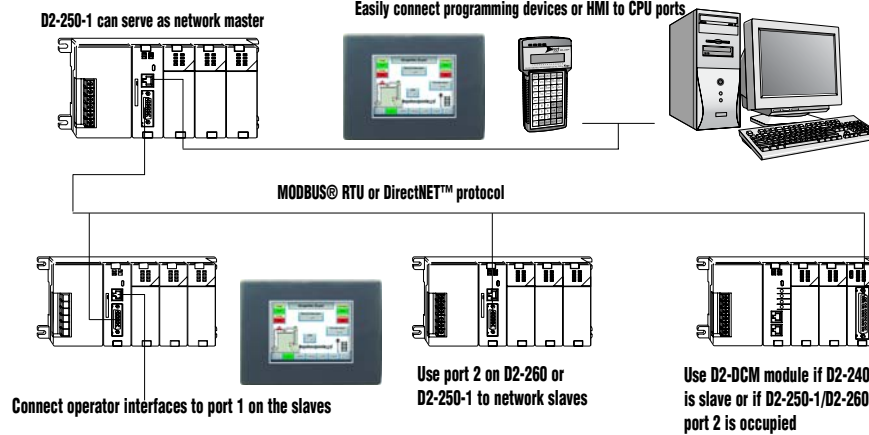 D2-250-1 can serve as network master
Easily connect programming devices or HMI to CPU ports
MODBUS® RTU or DirectNET™ protocol
Connect operator interfaces to port 1 on the slaves
Use port 2 on D2-260 or
D2-250-1 to network slaves
Use D2-DCM module if D2-240
is slave or if D2-250-1/D2-260
port 2 is occupied